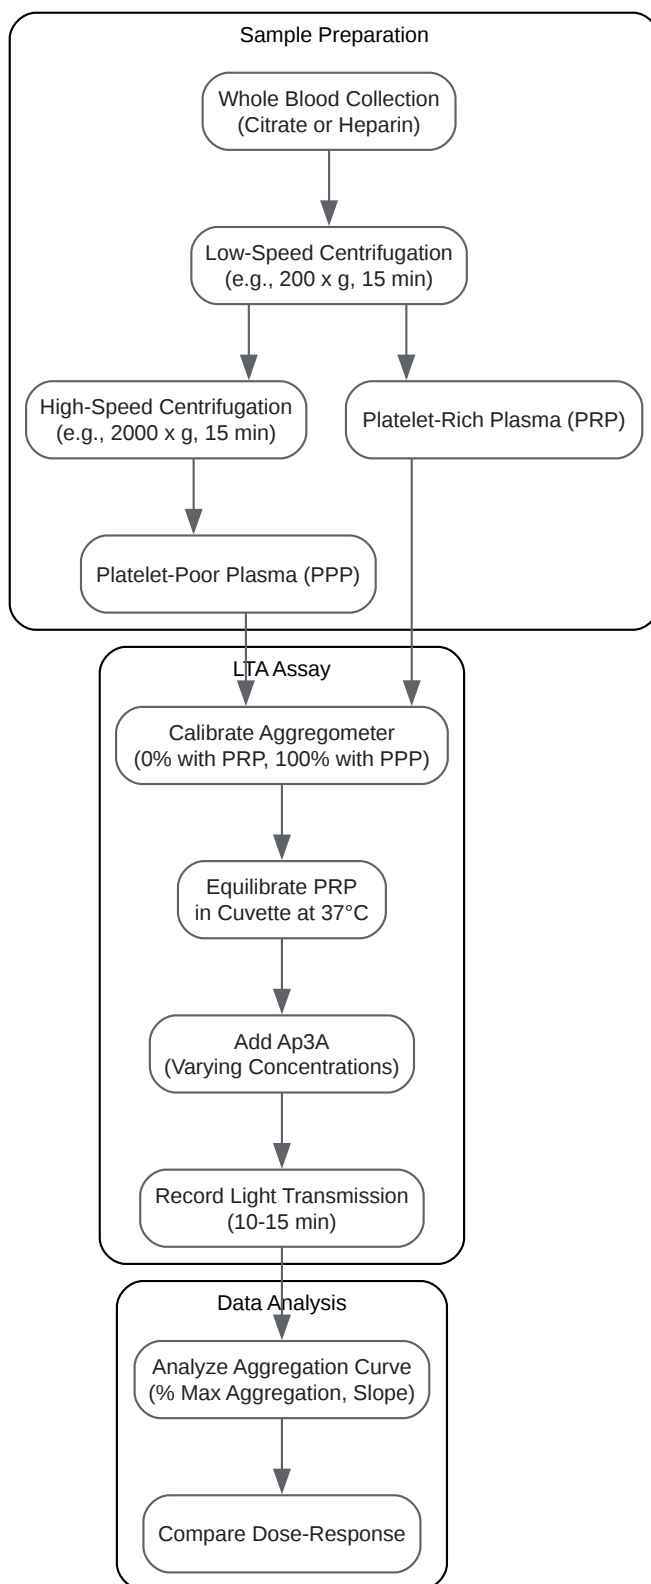 Sample Preparation
Whole Blood Collection
(Citrate or Heparin)
Low-Speed Centrifugation
(e.g., 200 x g, 15 min)
High-Speed Centrifugation
(e.g., 2000 x g, 15 min)
Platelet-Rich Plasma (PRP)
Platelet-Poor Plasma (PPP)
LTA Assay
Calibrate Aggregometer
(0% with PRP, 100% with PPP)
Equilibrate PRP
in Cuvette at 37°C
Add Ap3A
(Varying Concentrations)
Record Light Transmission
(10-15 min)
Data Analysis
Analyze Aggregation Curve
(% Max Aggregation, Slope)
Compare Dose-Response